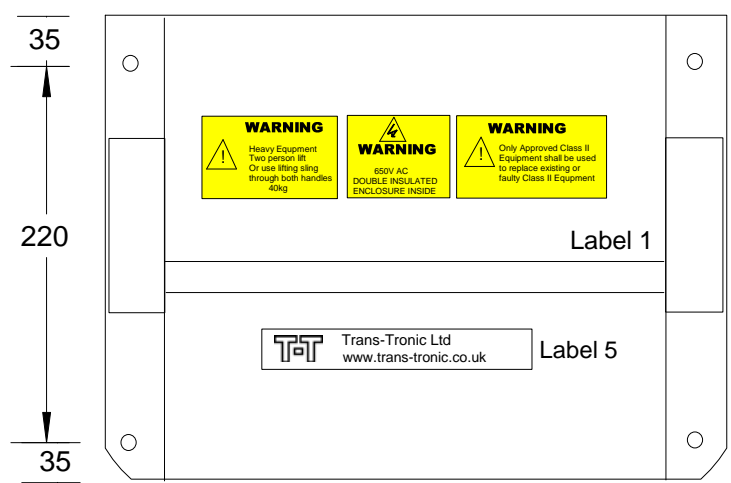 35
220
35
WARNING
Heavy Equpment
Two person lift
Or use lifting sling
through both handles
40kg
WARNING
650V AC
DOUBLE INSULATED
ENCLOSURE INSIDE
WARNING
Only Approved Class II
Equipment shall be used
to replace existing or
faulty Class II Equpment
Label 1
T-T
Trans-Tronic Ltd
www.trans-tronic.co.uk
Label 5